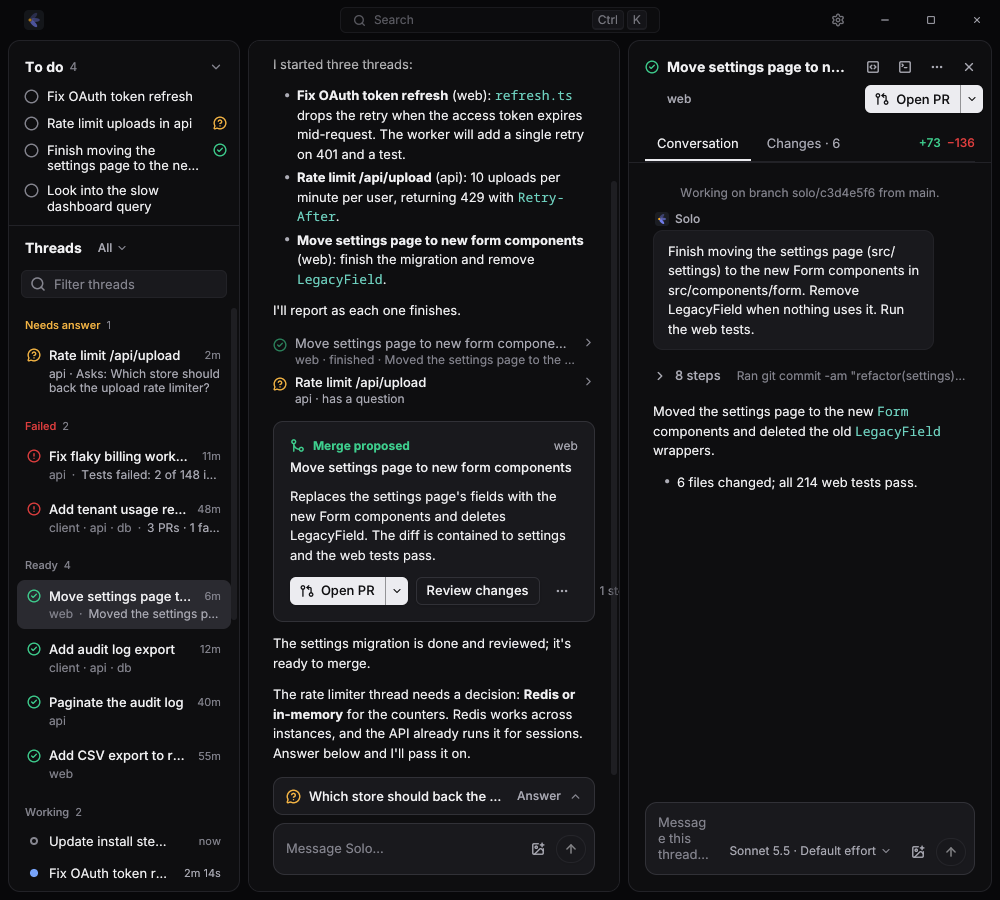 Search
Ctrl
K
To do 4
Fix OAuth token refresh
Rate limit uploads in api
Finish moving the
settings page to the ne...
Look into the slow
dashboard query
Threads All
Filter threads
Needs answer 1
Rate limit /api/upload 2m
api · Asks: Which store should
back the upload rate limiter?
Failed 2
Fix flaky billing work... 11m
api · Tests failed: 2 of 148 i...
Add tenant usage re... 48m
client · api · db · 3 PRs · 1 fa...
Ready 4
Move settings page t... 6m
web · Moved the settings p...
Add audit log export 12m
client · api · db
Paginate the audit log 40m
api
Add CSV export to r... 55m
web
Working 2
Update install ste... now
Fix OAuth token r... 2m 14s
I started three threads:
• Fix OAuth token refresh (web): refresh.ts
drops the retry when the access token expires
mid-request. The worker will add a single retry
on 401 and a test.
• Rate limit /api/upload (api): 10 uploads per
minute per user, returning 429 with Retry-
After.
• Move settings page to new form components
(web): finish the migration and remove
LegacyField.
I'll report as each one finishes.
Move settings page to new form compone...
web · finished · Moved the settings page to the ...
Rate limit /api/upload
api · has a question
Merge proposed web
Move settings page to new form components
Replaces the settings page's fields with the
new Form components and deletes
LegacyField. The diff is contained to settings
and the web tests pass.
Open PR
Review changes
1 st
The settings migration is done and reviewed; it's
ready to merge.
The rate limiter thread needs a decision: Redis or
in-memory for the counters. Redis works across
instances, and the API already runs it for sessions.
Answer below and I'll pass it on.
Which store should back the ... Answer
Message Solo...
Move settings page to n...
web
Open PR
Conversation Changes · 6 +73 −136
Working on branch solo/c3d4e5f6 from main.
Solo
Finish moving the settings page (src/
settings) to the new Form components in
src/components/form. Remove
LegacyField when nothing uses it. Run
the web tests.
8 steps Ran git commit -am "refactor(settings)...
Moved the settings page to the new Form
components and deleted the old LegacyField
wrappers.
• 6 files changed; all 214 web tests pass.
Messag
e this
thread...
Sonnet 5.5 · Default effort